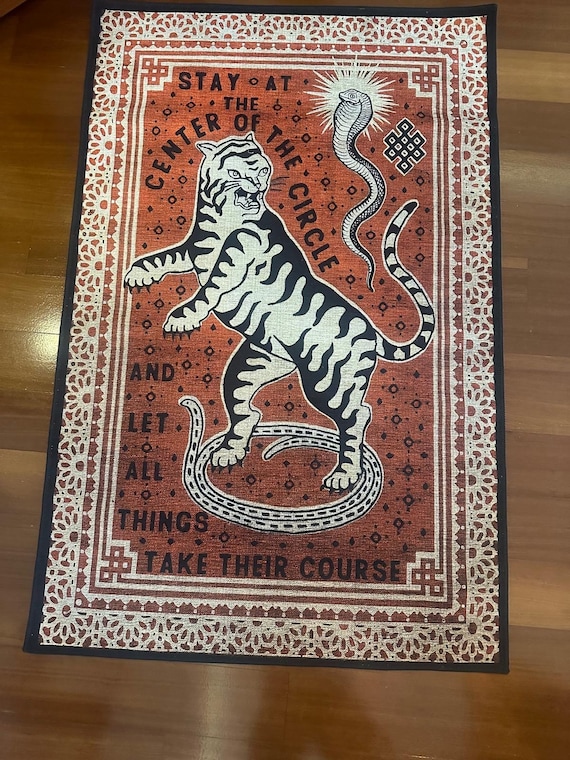 STAY AT
THE
CENTER OF THE CIRCLE
AND
LET
ALL
THINGS
TAKE THEIR COURSE